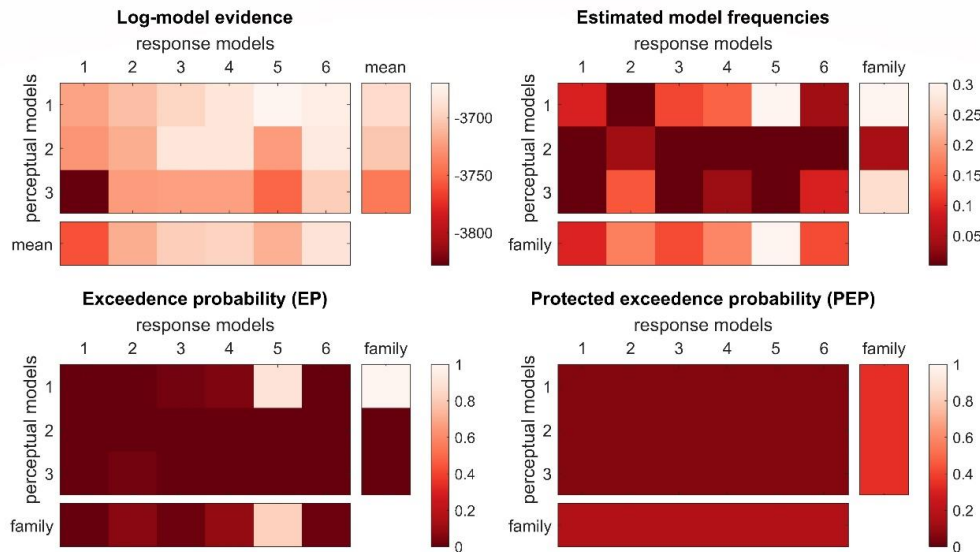 Log-model evidence
response models
1 2 3 4 5 6 mean
perceptual models
1
2
3
mean
-3700
-3750
-3800
Estimated model frequencies
response models
1 2 3 4 5 6 family
perceptual models
1
2
3
family
0.3
0.25
0.2
0.15
0.1
0.05
Exceedence probability (EP)
response models
1 2 3 4 5 6 family
perceptual models
1
2
3
family
1
0.8
0.6
0.4
0.2
0
Protected exceedence probability (PEP)
response models
1 2 3 4 5 6 family
perceptual models
1
2
3
family
1
0.8
0.6
0.4
0.2
0